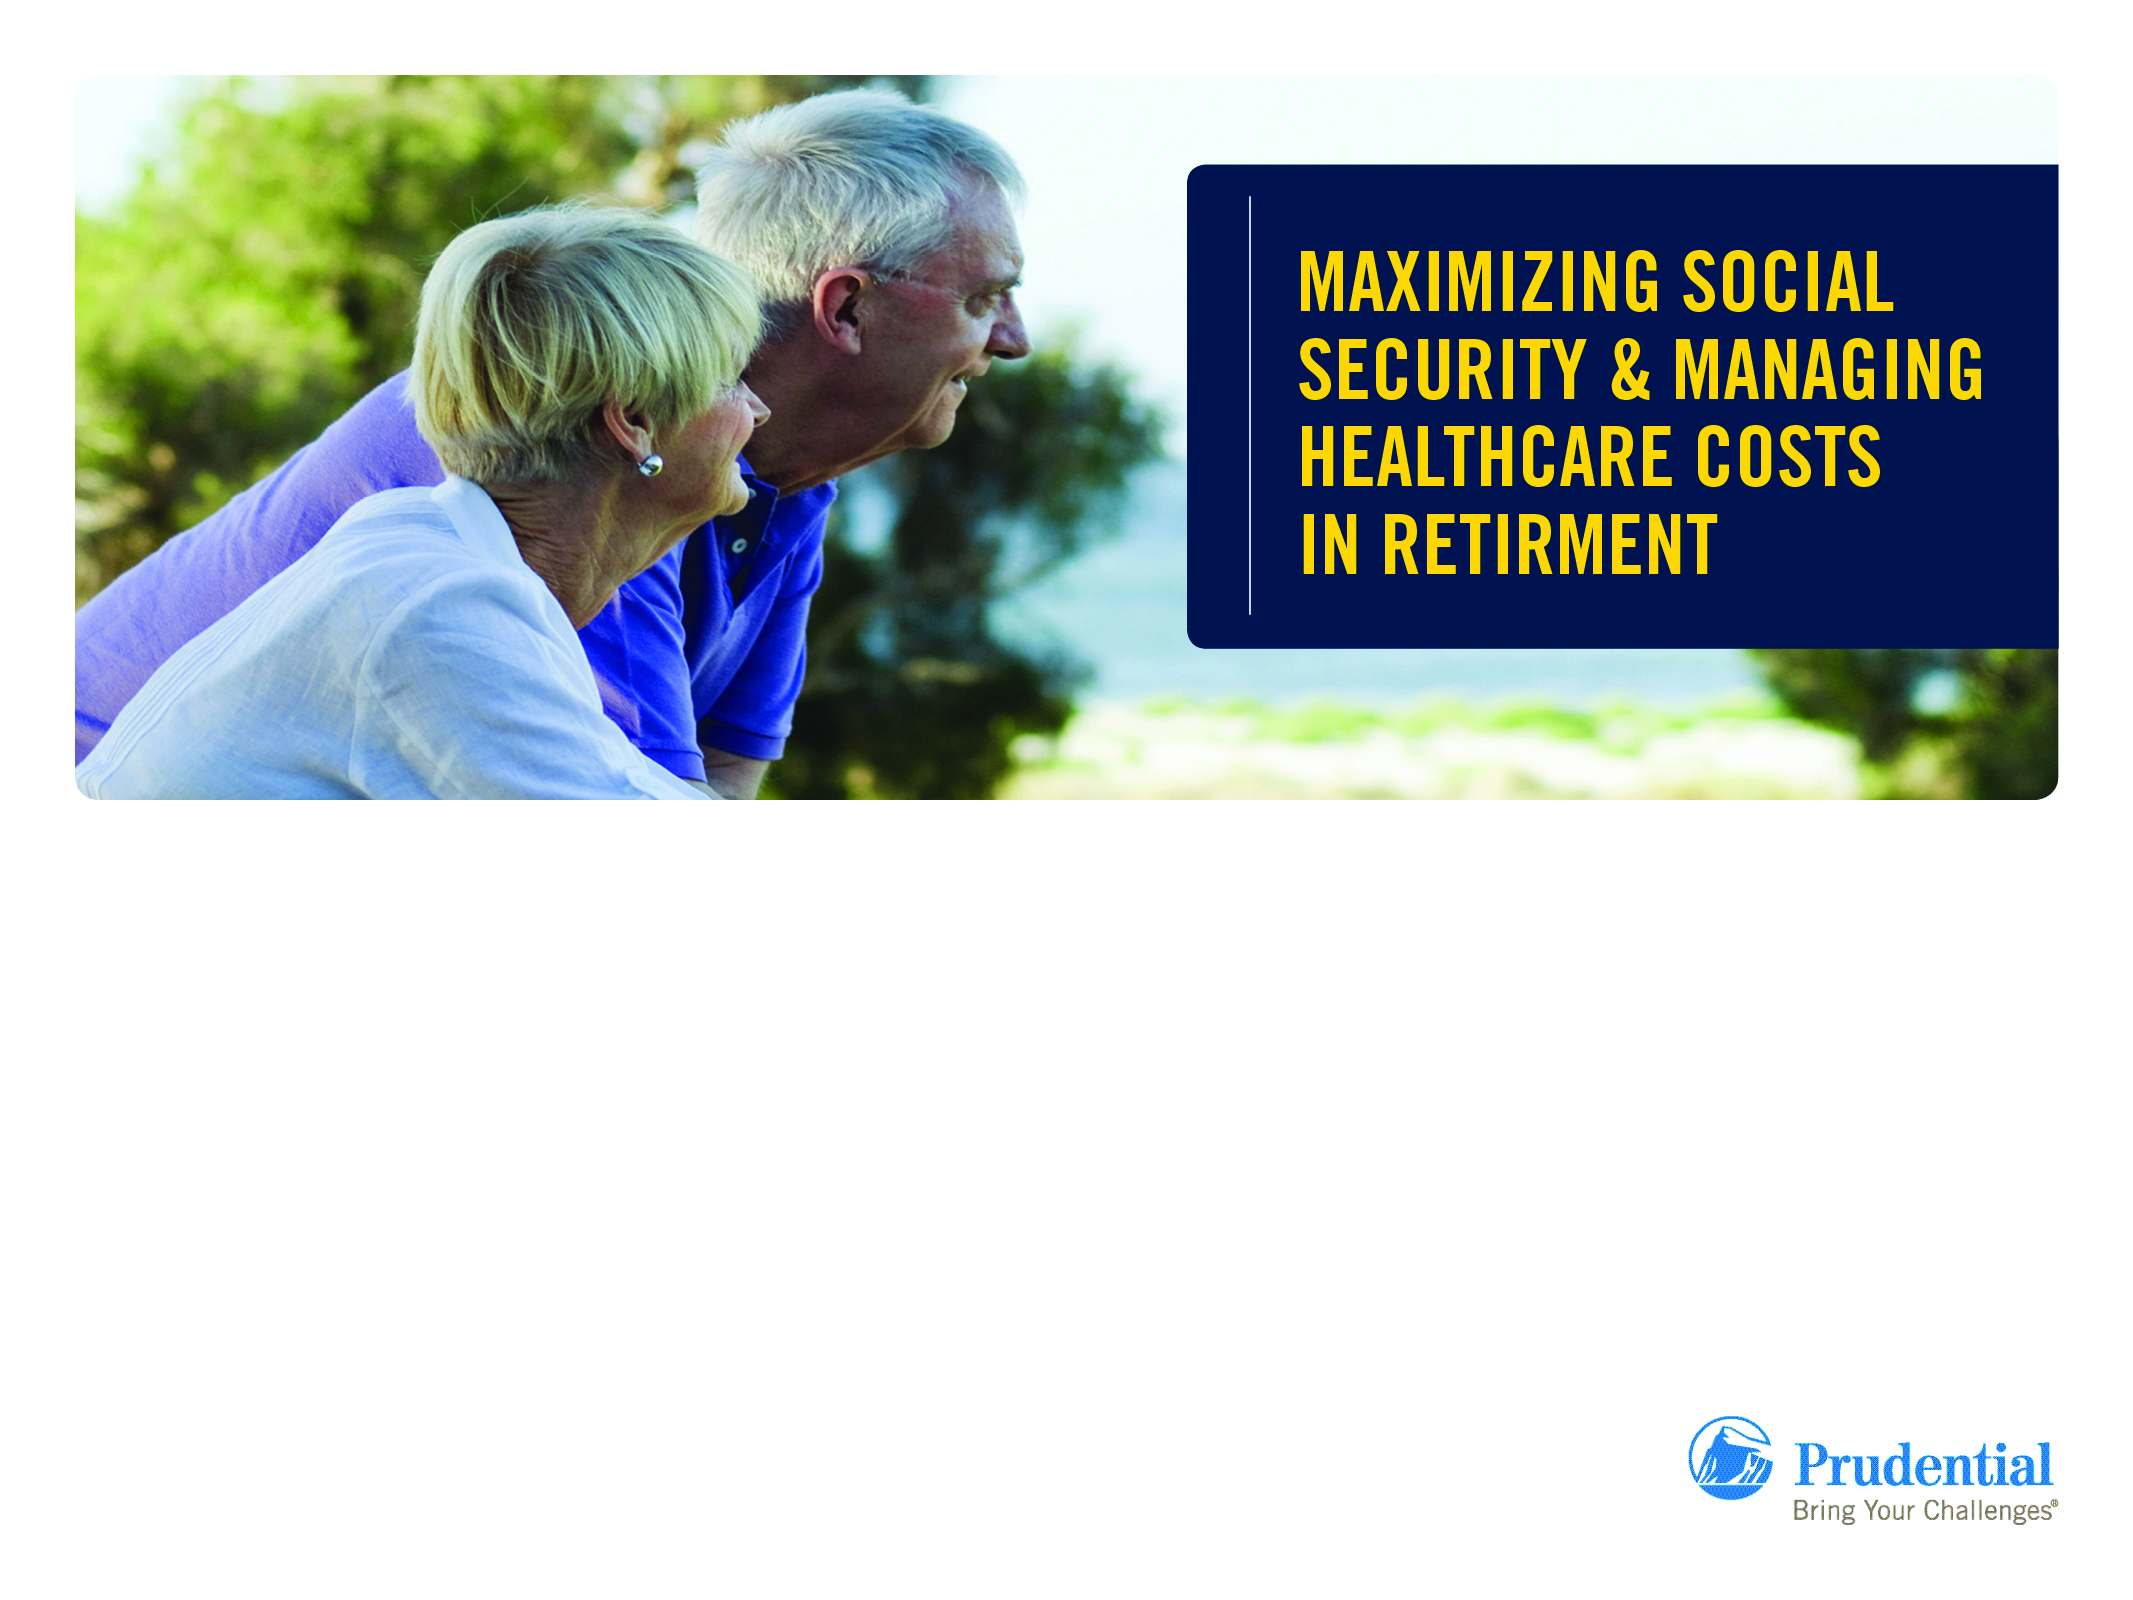 MAXIMIZING SOCIAL
SECURITY & MANAGING
HEALTHCARE COSTS
IN RETIRMENT
Prudential
Bring Your Challenges®